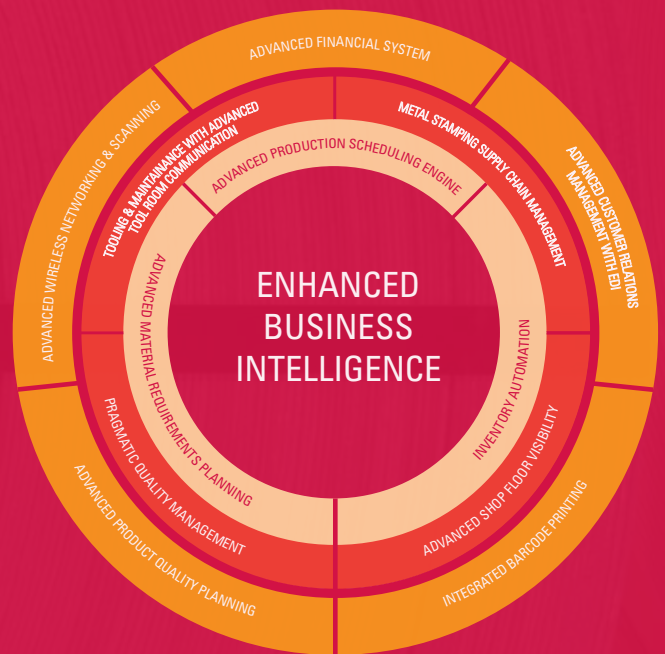 ADVANCED FINANCIAL SYSTEM
ADVANCED CUSTOMER RELATIONS
MANAGEMENT WITH EDI
INTEGRATED BARCODE PRINTING
ADVANCED PRODUCT QUALITY PLANNING
ADVANCED WIRELESS NETWORKING & SCANNING
TOOLING & MAINTAINANCE WITH ADVANCED
TOOL ROOM COMMUNICATION
METAL STAMPING SUPPLY CHAIN MANAGEMENT
ADVANCED SHOP FLOOR VISIBILITY
PRAGMATIC QUALITY MANAGEMENT
ADVANCED PRODUCTION SCHEDULING ENGINE
INVENTORY AUTOMATION
ADVANCED MATERIAL REQUIREMENTS PLANNING
ENHANCED
BUSINESS
INTELLIGENCE